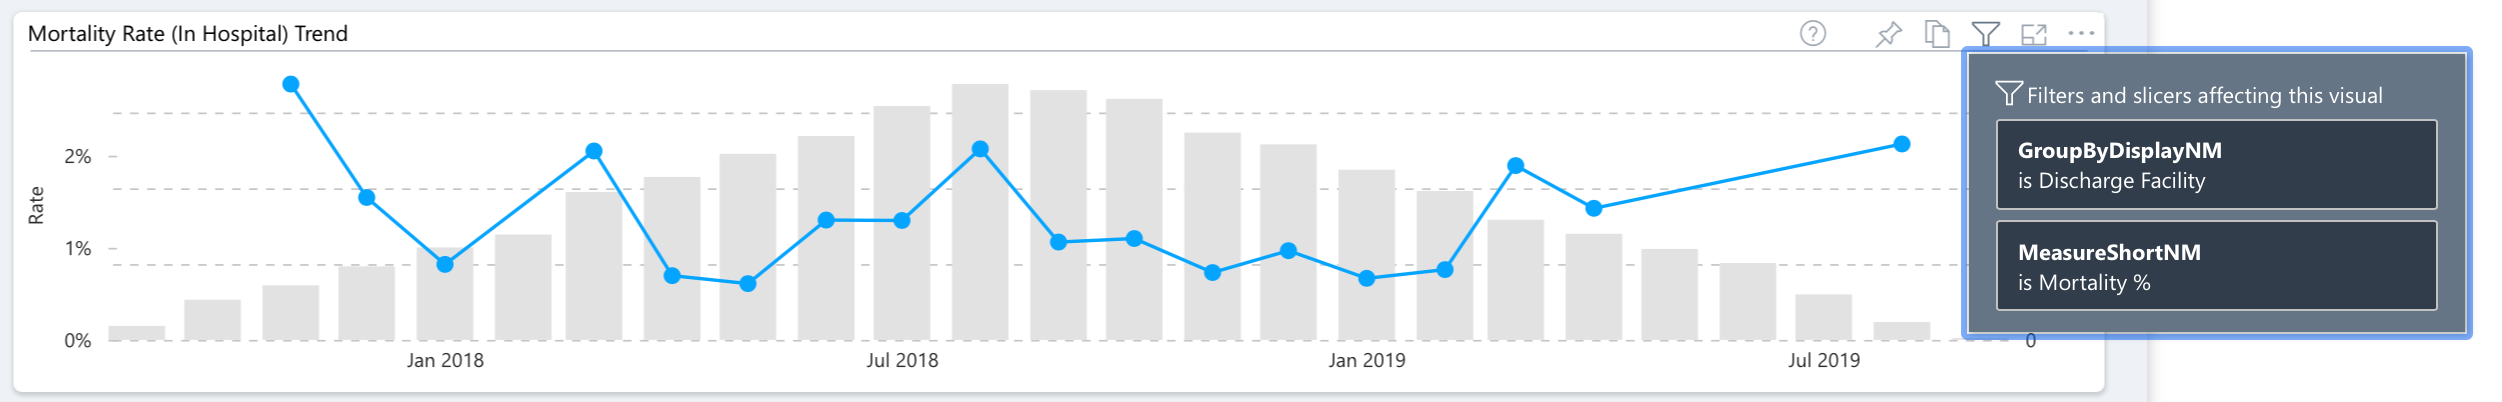 Mortality Rate (In Hospital) Trend
?
Filters and slicers affecting this visual
GroupByDisplayNM
is Discharge Facility
MeasureShortNM
is Mortality %
Rate
2%
1%
0%
0
Jan 2018
Jul 2018
Jan 2019
Jul 2019